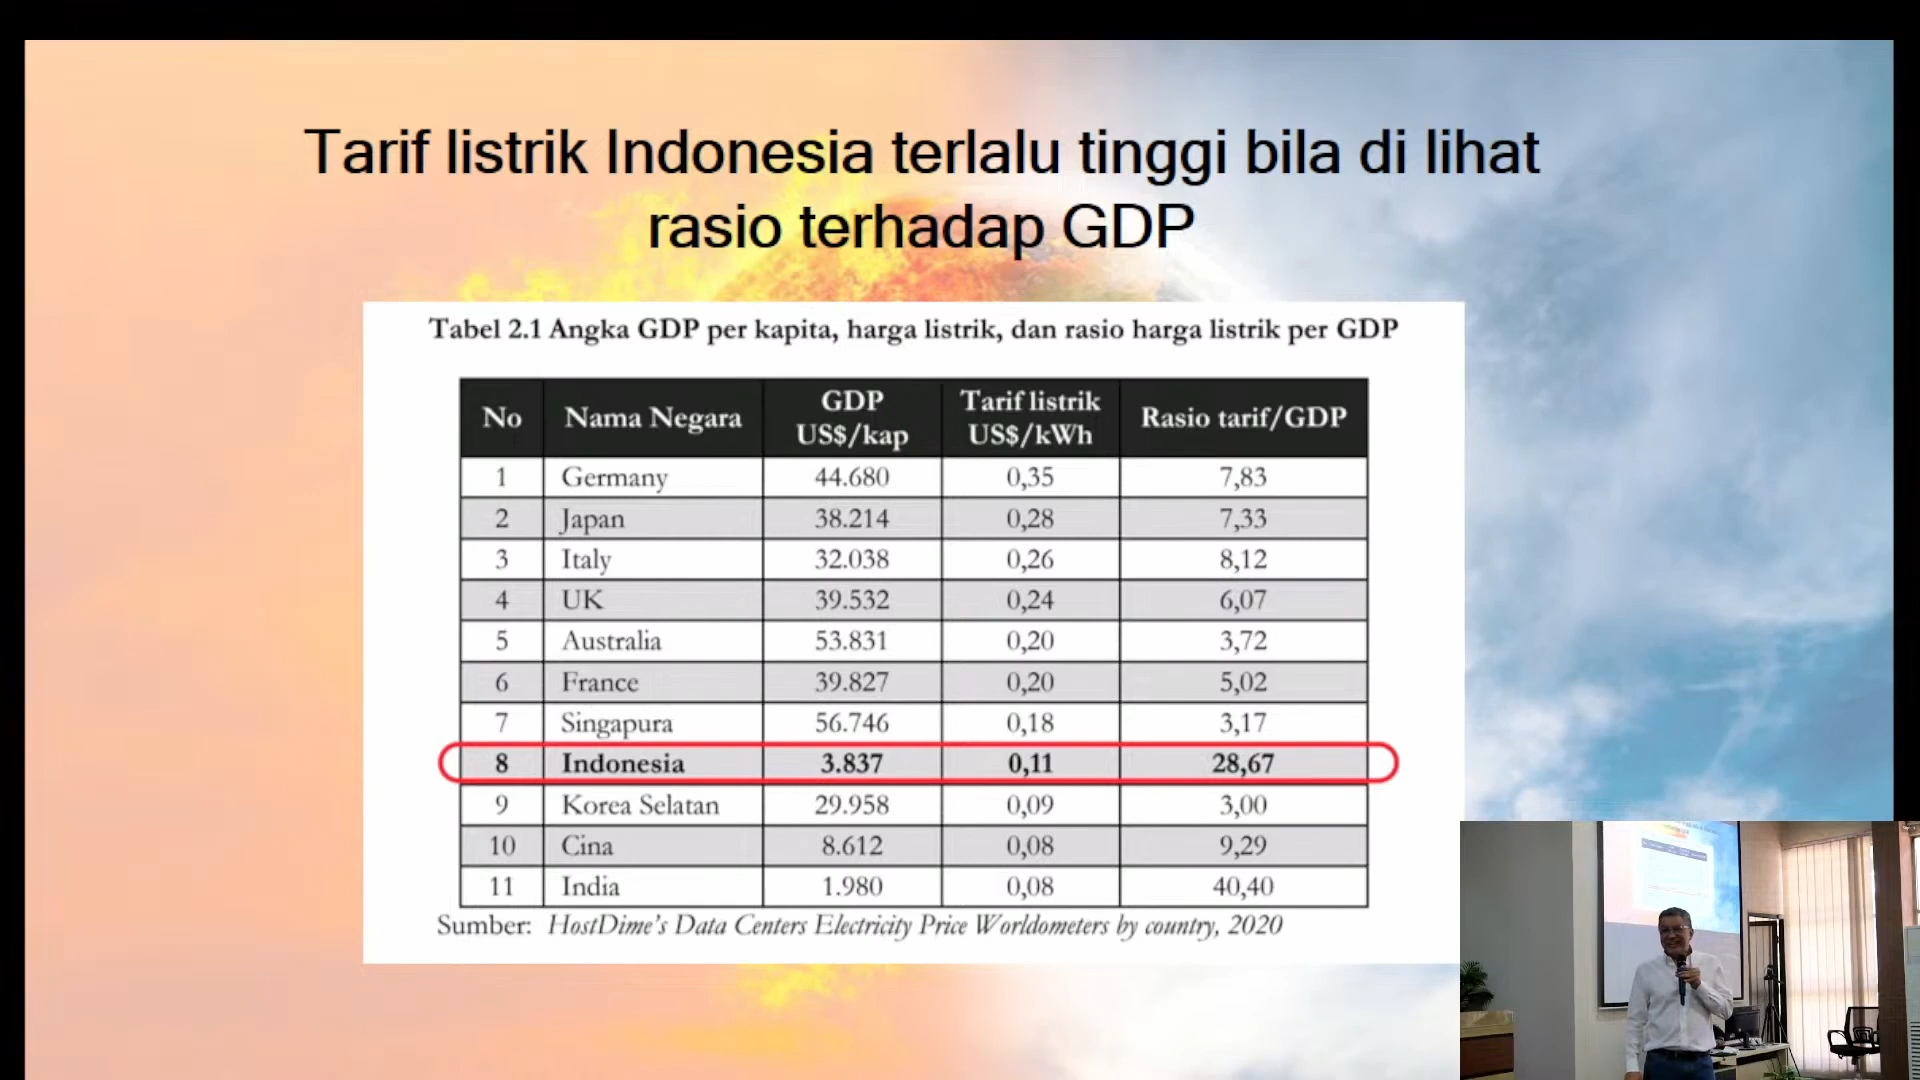 Tarif listrik Indonesia terlalu tinggi bila di lihat
rasio terhadap GDP
Tabel 2.1 Angka GDP per kapita, harga listrik, dan rasio harga listrik per GDP
No Nama Negara GDP US$/kap Tarif listrik US$/kWh Rasio tarif/GDP
1 Germany 44.680 0,35 7,83
2 Japan 38.214 0,28 7,33
3 Italy 32.038 0,26 8,12
4 UK 39.532 0,24 6,07
5 Australia 53.831 0,20 3,72
6 France 39.827 0,20 5,02
7 Singapura 56.746 0,18 3,17
8 Indonesia 3.837 0,11 28,67
9 Korea Selatan 29.958 0,09 3,00
10 Cina 8.612 0,08 9,29
11 India 1.980 0,08 40,40
Sumber: HostDime's Data Centers Electricity Price Worldometers by country, 2020